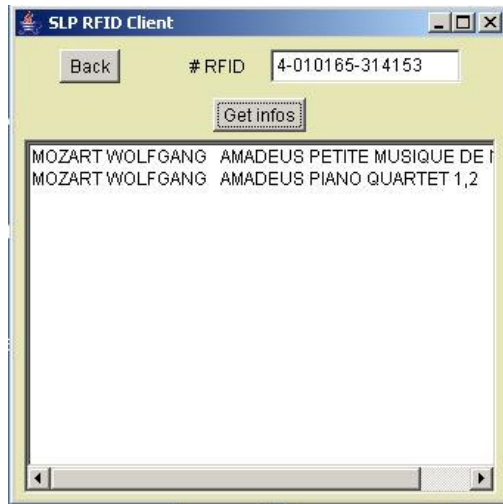 SLP RFID Client
Back # RFID 4-010165-314153
Get infos
MOZART WOLFGANG AMADEUS PETITE MUSIQUE DE
MOZART WOLFGANG AMADEUS PIANO QUARTET 1,2